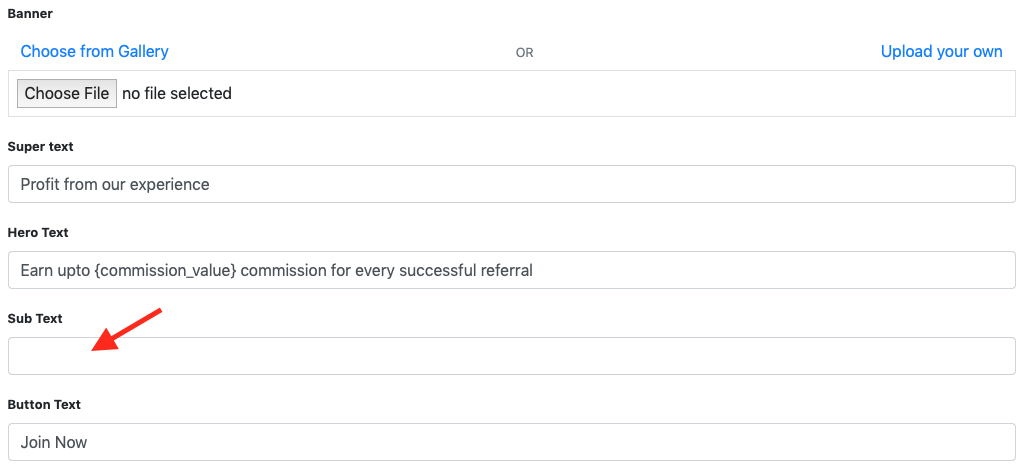 Banner
Choose from Gallery OR Upload your own
Choose File no file selected
Super text
Profit from our experience
Hero Text
Earn upto {commission_value} commission for every successful referral
Sub Text
Button Text
Join Now